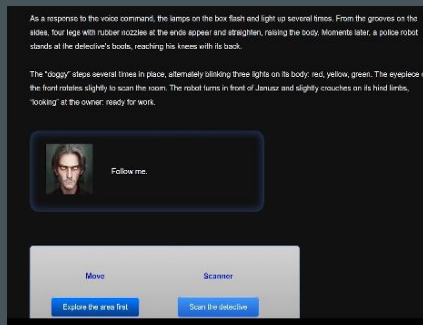 As a response to the voice command, the lamps on the box flash and light up several times. From the grooves on the
sides, four legs with rubber nozzles at the ends appear and straighten, raising the body. Moments later, a police robot
stands at the detective's boots, reaching his knees with its back.
The "doggy" steps several times in place, alternately blinking three lights on its body: red, yellow, green. The eyepiece
the front rotates slightly to scan the room. The robot turns in front of Janusz and slightly crouches on its hind limbs,
"looking" at the owner: ready for work.
Follow me.
Move Scanner
Explore the area first Scan the detective